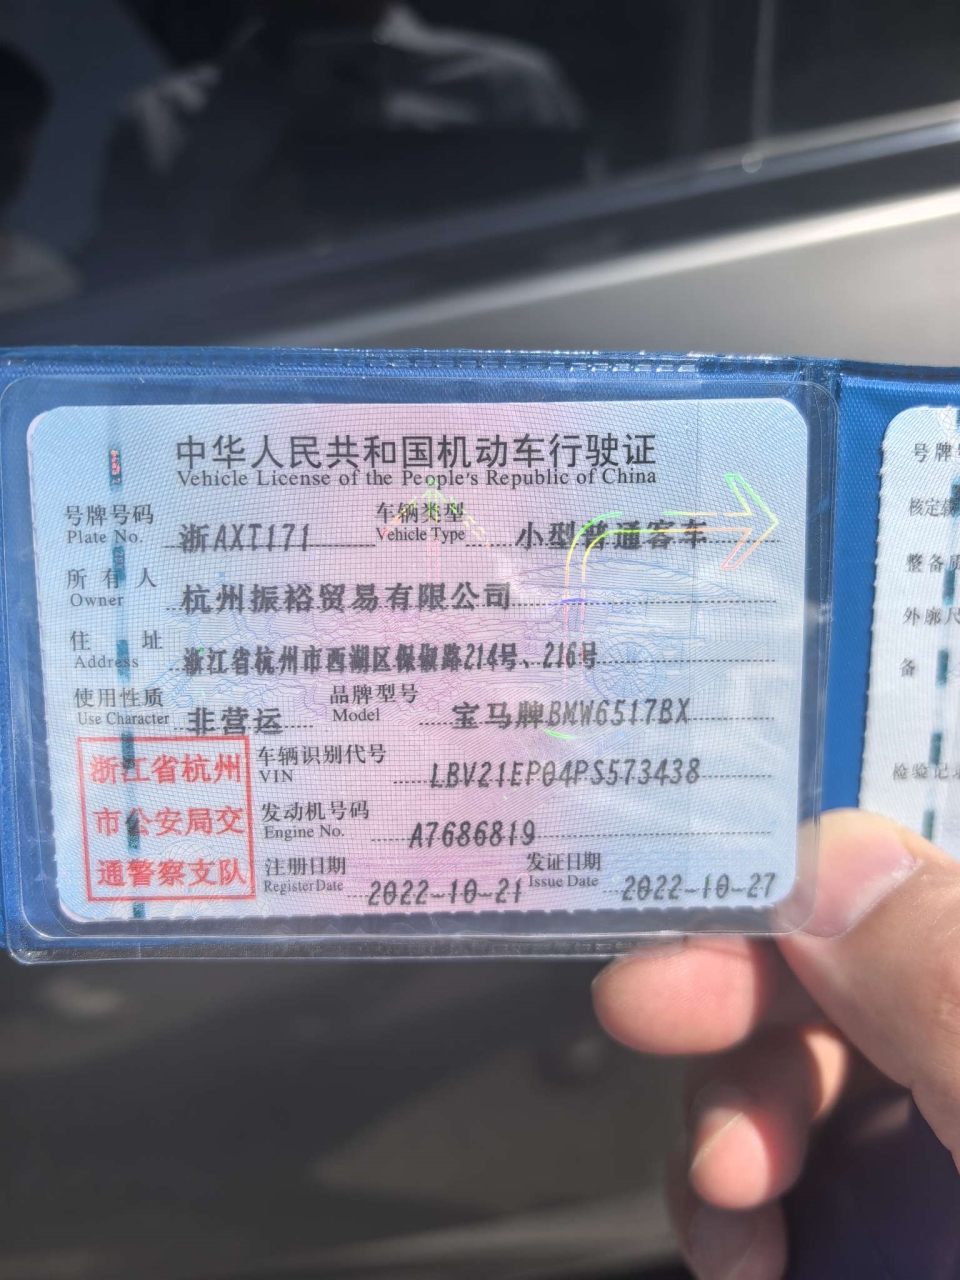 中华人民共和国机动车行驶证
Vehicle License of the People's Republic of China
号牌号码 浙AXT171 车辆类型 小型普通客车
Plate No. Vehicle Type
所有人 杭州振裕贸易有限公司
Owner
住址 浙江省杭州市西湖区保俶路214号、216号
Address
使用性质 非营运 品牌型号 宝马牌BMW6517BX
Use Character Model
浙江省杭州
市公安局交
通警察支队
车辆识别代号 LBV21EP04PS573438
VIN
发动机号码 A7686819
Engine No.
注册日期 2022-10-21 发证日期 2022-10-27
Register Date Issue Date
号牌
核定
整备质
外廓尺
备
检验记